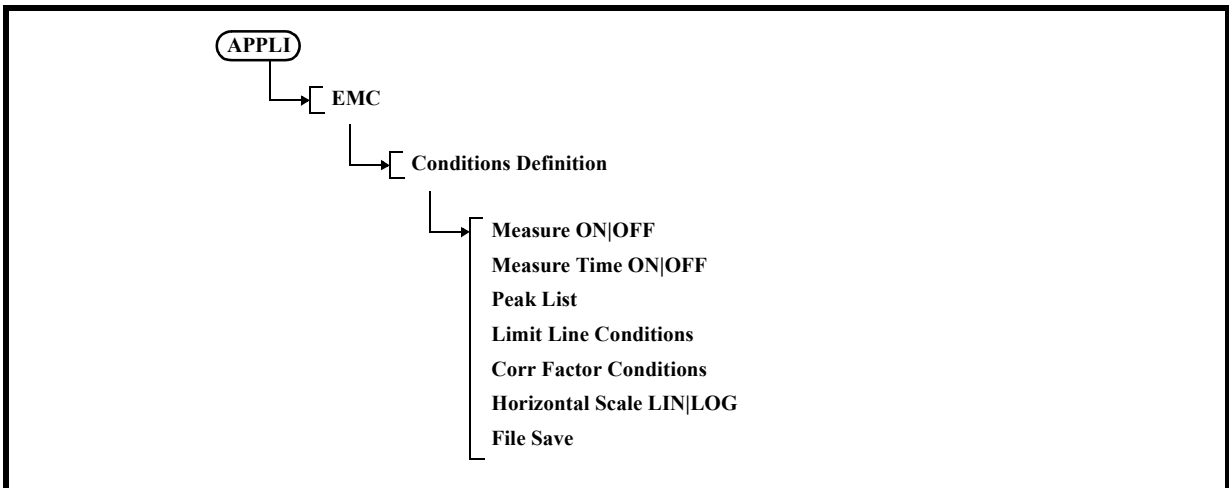 APPLI
EMC
Conditions Definition
Measure ON|OFF
Measure Time ON|OFF
Peak List
Limit Line Conditions
Corr Factor Conditions
Horizontal Scale LIN|LOG
File Save